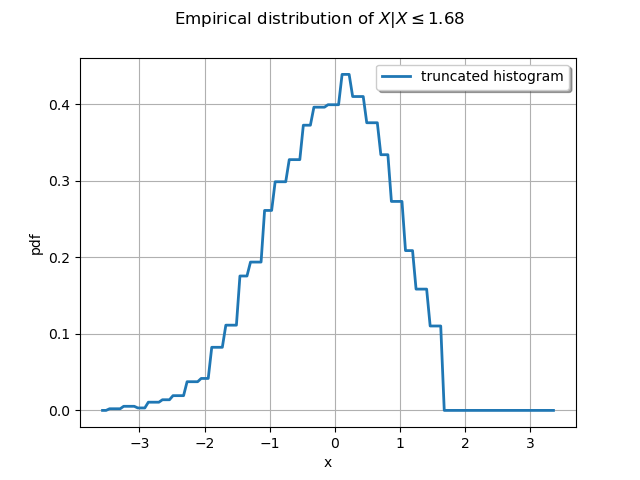 Empirical distribution of X|X ≤ 1.68
truncated histogram
0.4
0.3
0.2
0.1
0.0
pdf
−3 −2 −1 0 1 2 3
x